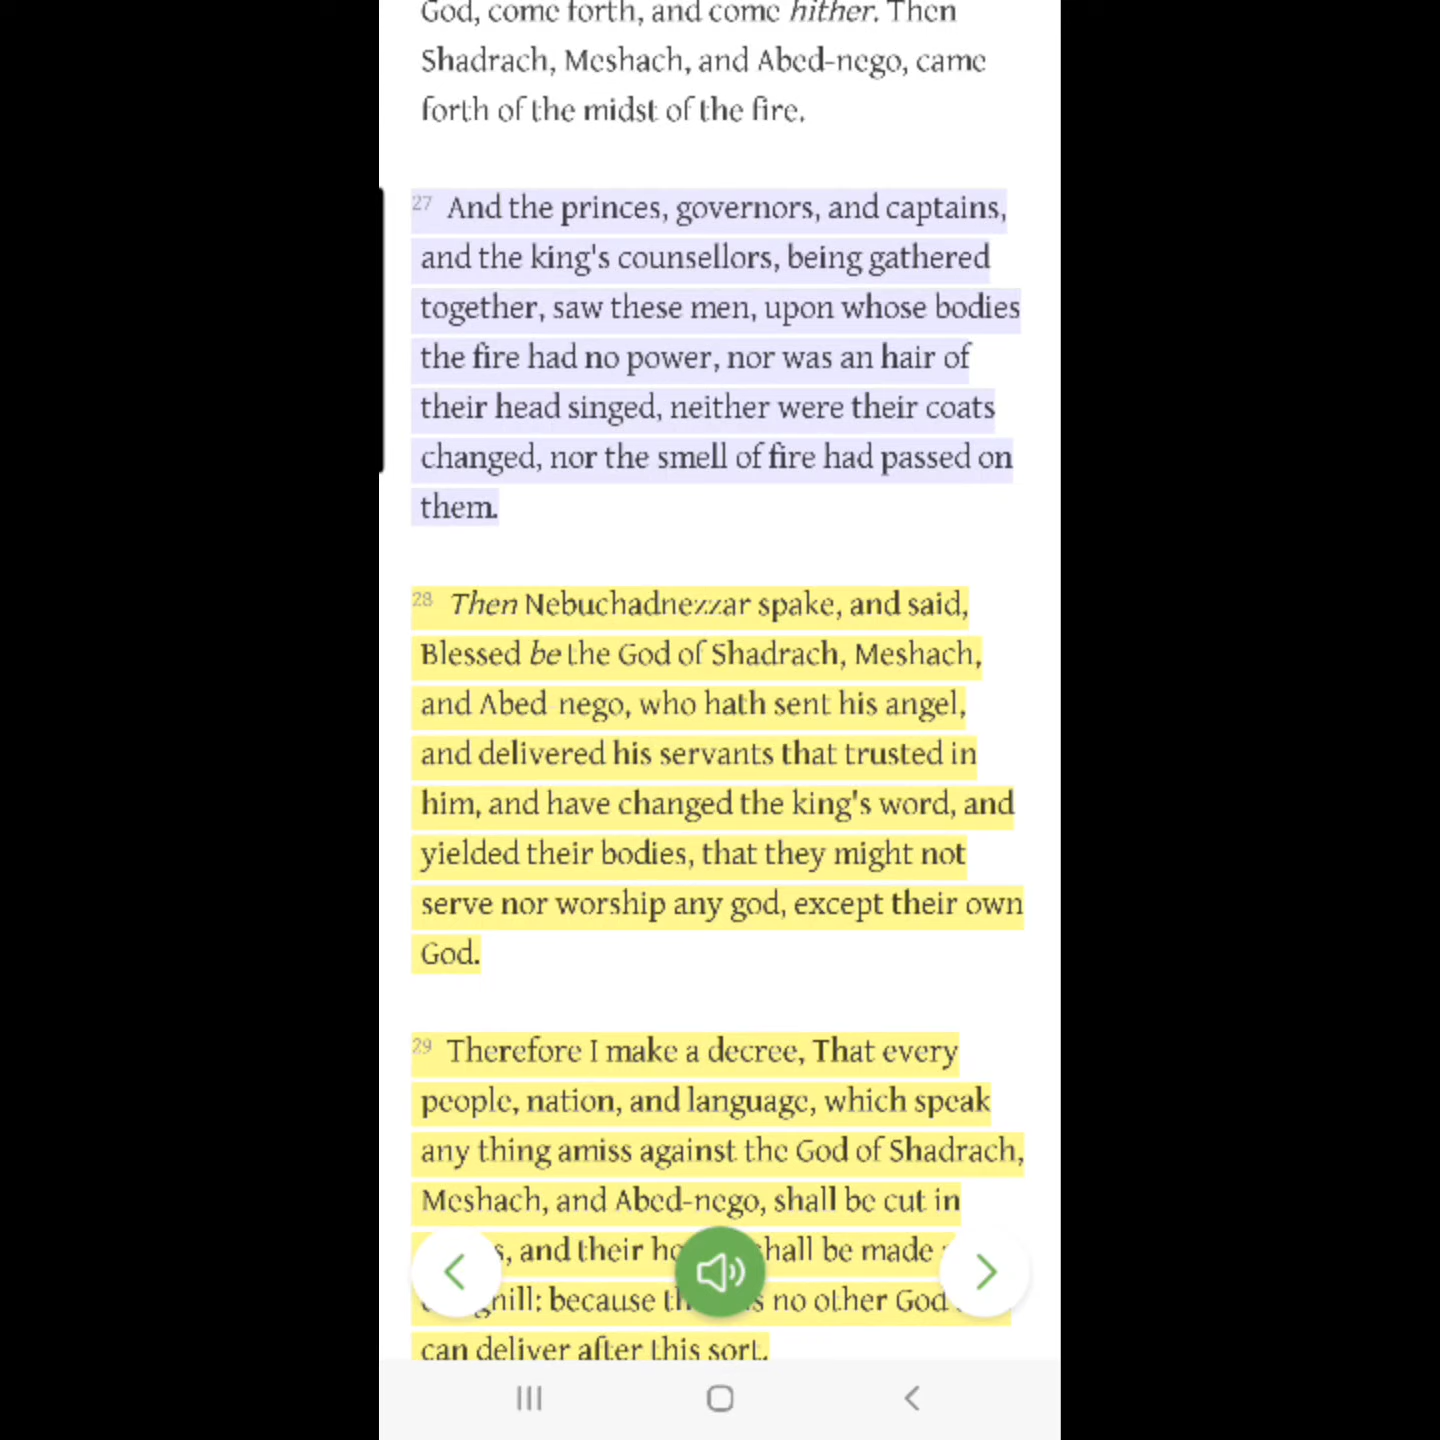 God, come forth, and come hither. Then
Shadrach, Meshach, and Abed-nego, came
forth of the midst of the fire.
27 And the princes, governors, and captains,
and the king's counsellors, being gathered
together, saw these men, upon whose bodies
the fire had no power, nor was an hair of
their head singed, neither were their coats
changed, nor the smell of fire had passed on
them.
28 Then Nebuchadnezzar spake, and said,
Blessed be the God of Shadrach, Meshach,
and Abed nego, who hath sent his angel,
and delivered his servants that trusted in
him, and have changed the king's word, and
yielded their bodies, that they might not
serve nor worship any god, except their own
God.
29 Therefore I make a decree, That every
people, nation, and language, which speak
any thing amiss against the God of Shadrach,
Meshach, and Abed-nego, shall be cut in
and their shall be made
because no other God
can deliver after this sort.